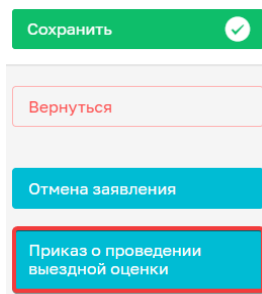 Сохранить
Вернуться
Отмена заявления
Приказ о проведении
выездной оценки